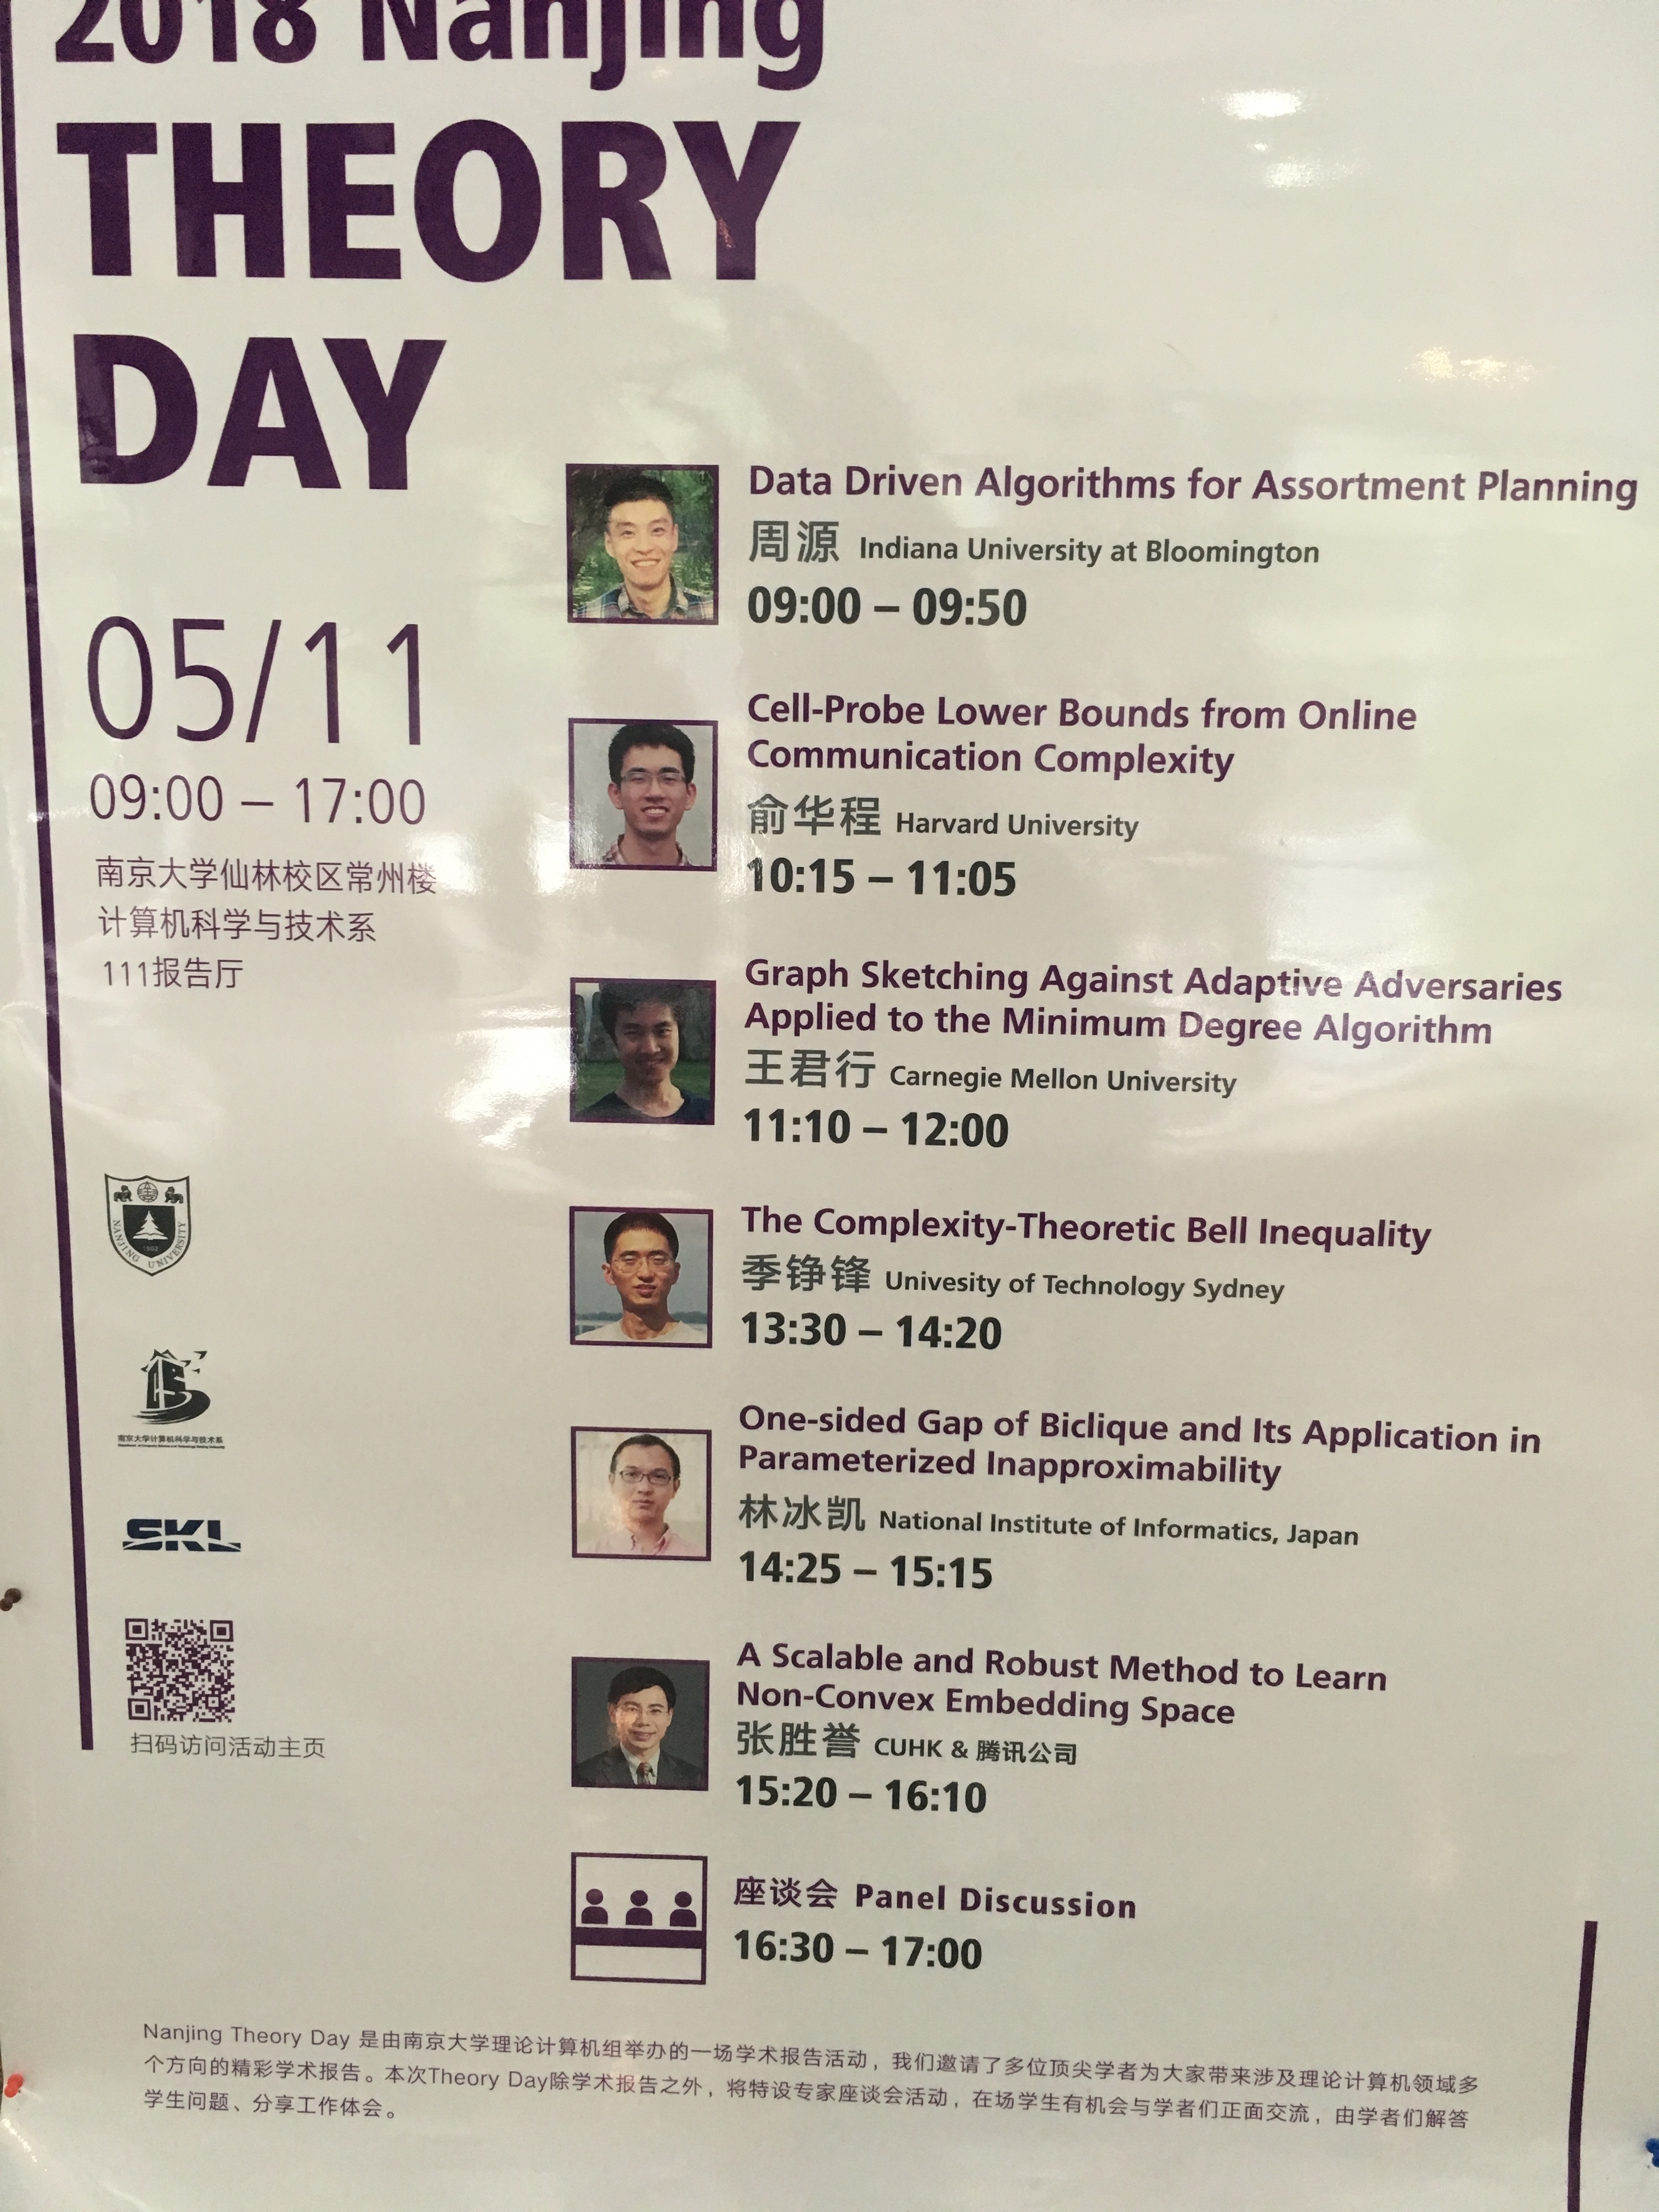 2018 Nanjing
THEORY
DAY
05/11
09:00 – 17:00
南京大学仙林校区常州楼
计算机科学与技术系
111报告厅
NANJING UNIVERSITY
1902
南京大学计算机科学与技术系
SKL
扫码访问活动主页
Data Driven Algorithms for Assortment Planning
周源 Indiana University at Bloomington
09:00 – 09:50
Cell-Probe Lower Bounds from Online
Communication Complexity
俞华程 Harvard University
10:15 – 11:05
Graph Sketching Against Adaptive Adversaries
Applied to the Minimum Degree Algorithm
王君行 Carnegie Mellon University
11:10 – 12:00
The Complexity-Theoretic Bell Inequality
季铮锋 Univesity of Technology Sydney
13:30 – 14:20
One-sided Gap of Biclique and Its Application in
Parameterized Inapproximability
林冰凯 National Institute of Informatics, Japan
14:25 – 15:15
A Scalable and Robust Method to Learn
Non-Convex Embedding Space
张胜誉 CUHK & 腾讯公司
15:20 – 16:10
座谈会 Panel Discussion
16:30 – 17:00
Nanjing Theory Day 是由南京大学理论计算机组举办的一场学术报告活动，我们邀请了多位顶尖学者为大家带来涉及理论计算机领域多
个方向的精彩学术报告。本次Theory Day除学术报告之外，将特设专家座谈会活动，在场学生有机会与学者们正面交流，由学者们解答
学生问题、分享工作体会。